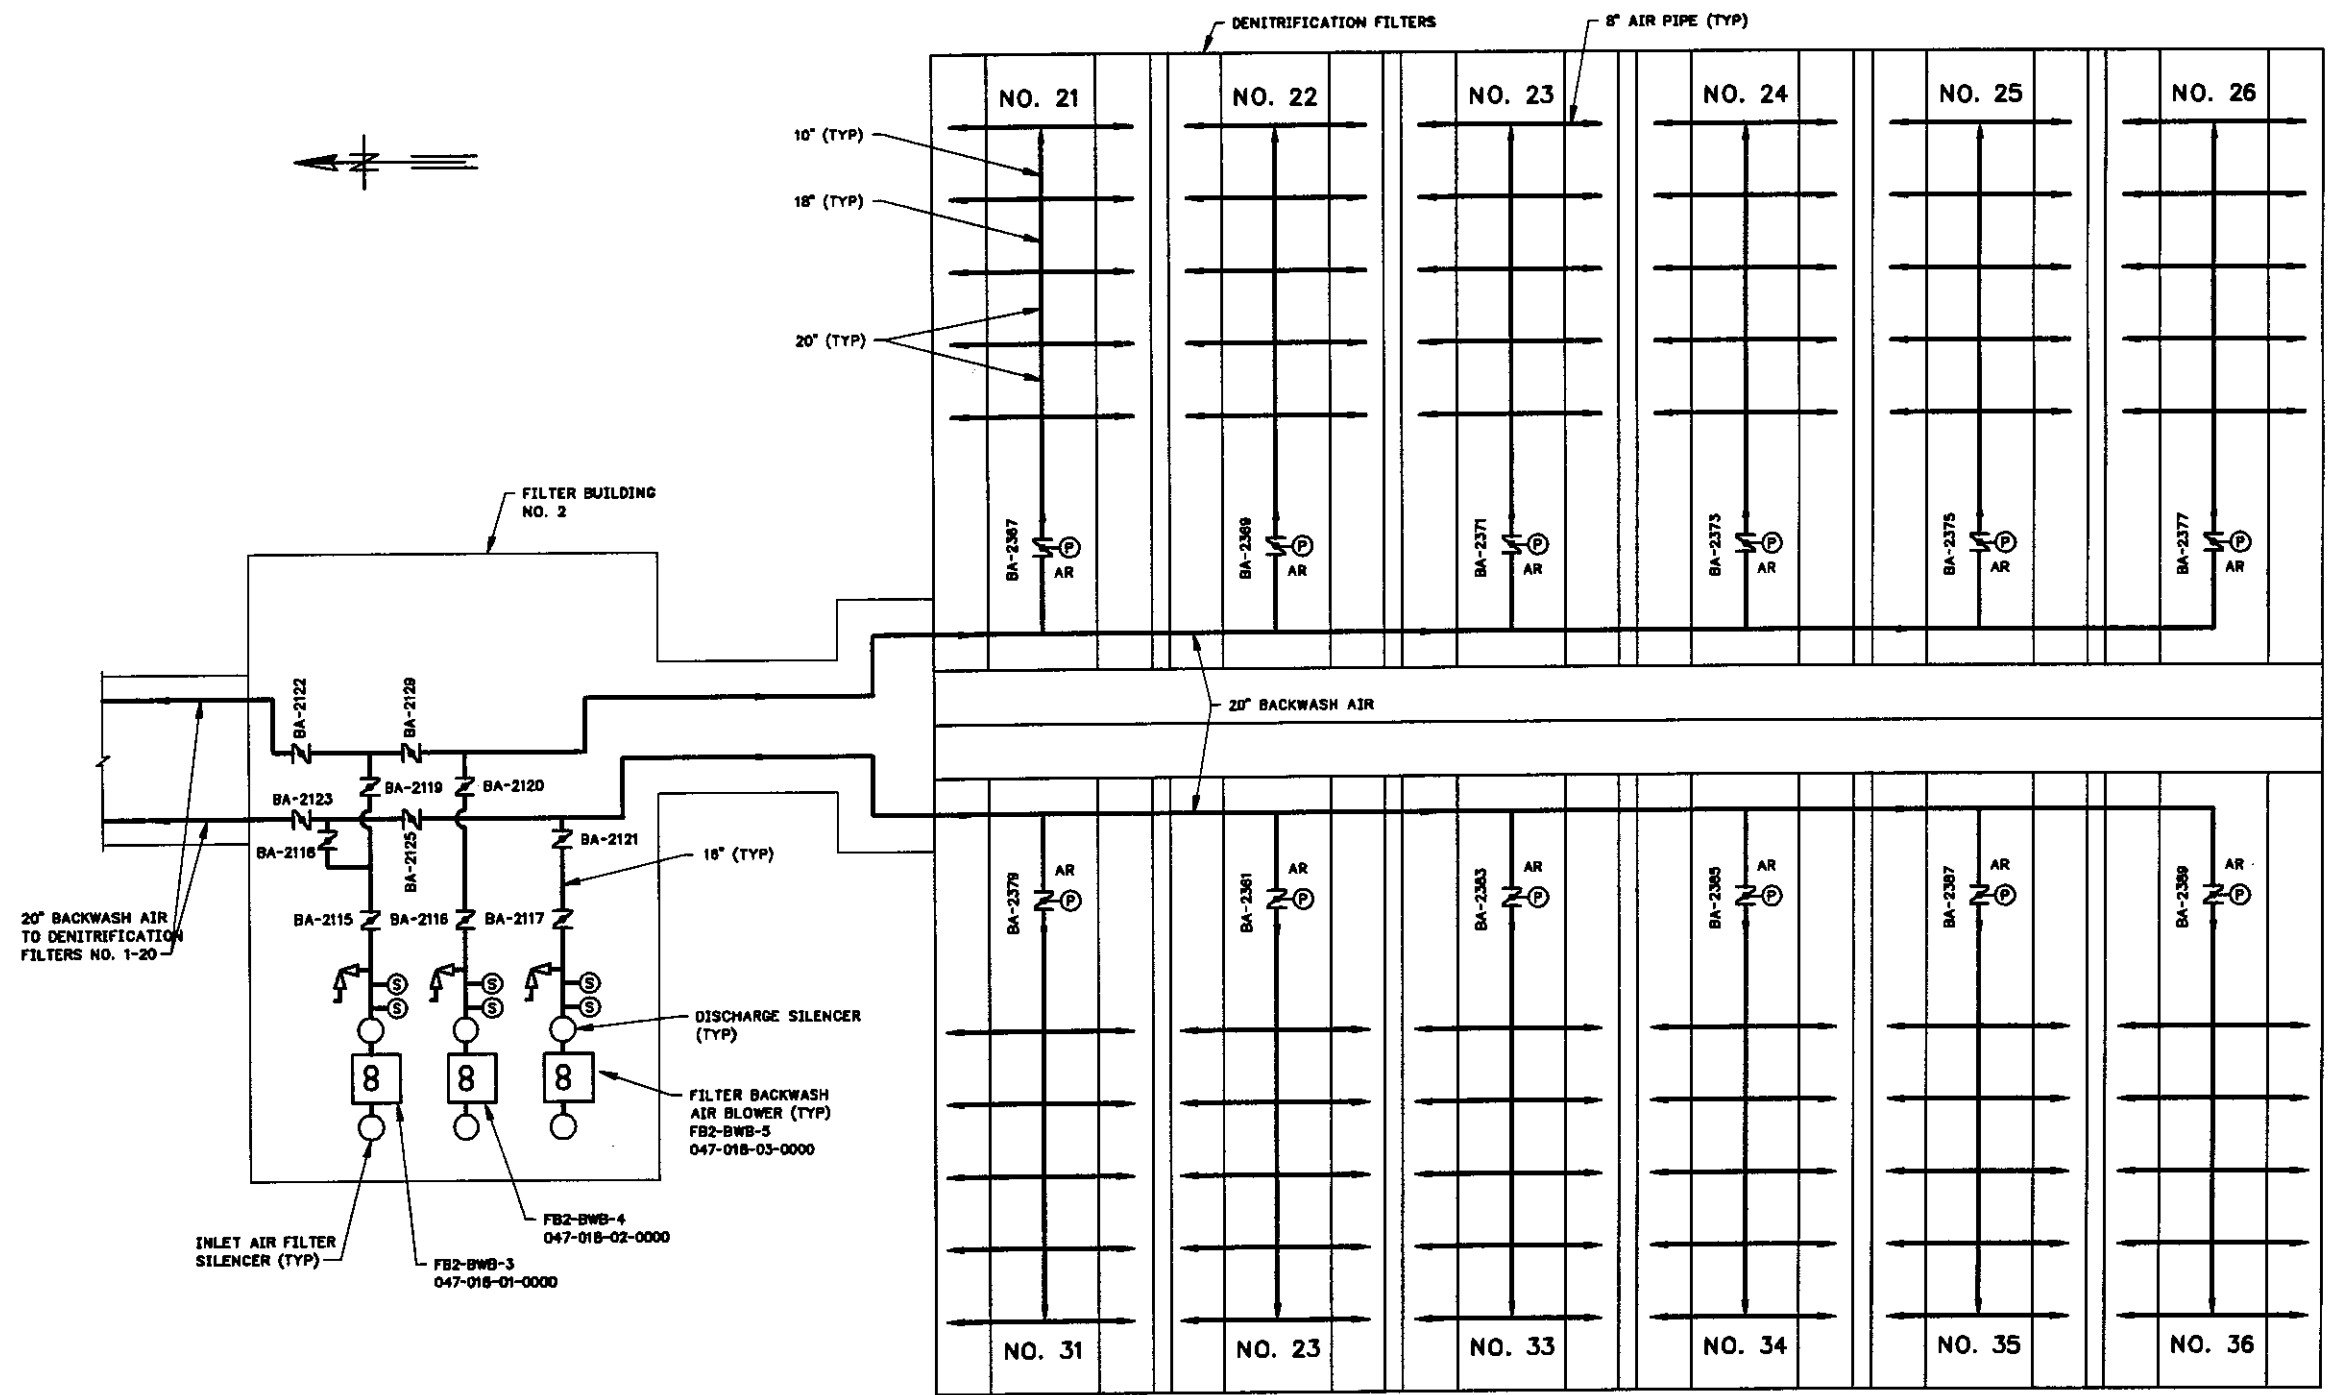 DENITRIFICATION FILTERS
8" AIR PIPE (TYP)
NO. 21
NO. 22
NO. 23
NO. 24
NO. 25
NO. 26
10" (TYP)
18" (TYP)
20" (TYP)
N
FILTER BUILDING
NO. 2
BA-2367
P
AR
BA-2369
P
AR
BA-2371
P
AR
BA-2373
P
AR
BA-2375
P
AR
BA-2377
P
AR
BA-2122
BA-2129
20" BACKWASH AIR
BA-2119
BA-2120
BA-2123
BA-2118
BA-2125
BA-2121
16" (TYP)
BA-2115
BA-2116
BA-2117
20" BACKWASH AIR
TO DENITRIFICATION
FILTERS NO. 1-20
AR
P
BA-2379
AR
P
BA-2381
AR
P
BA-2383
AR
P
BA-2385
AR
P
BA-2387
AR
P
BA-2389
S
S
S
S
S
S
DISCHARGE SILENCER
(TYP)
8
8
8
FILTER BACKWASH
AIR BLOWER (TYP)
FB2-BWB-5
047-018-03-0000
FB2-BWB-4
047-018-02-0000
INLET AIR FILTER
SILENCER (TYP)
FB2-BWB-3
047-018-01-0000
NO. 31
NO. 23
NO. 33
NO. 34
NO. 35
NO. 36